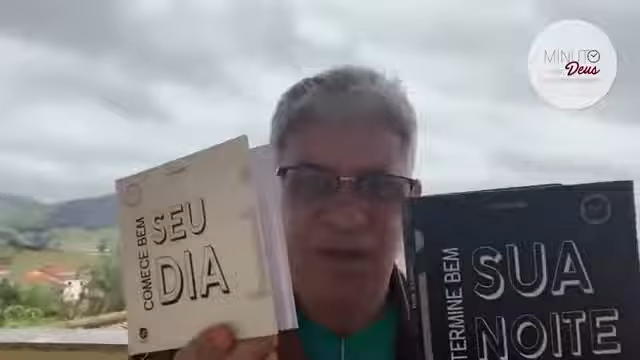 MINUTO
Deus
COMECE BEM
SEU
DIA
TERMINE BEM
SUA
NOITE